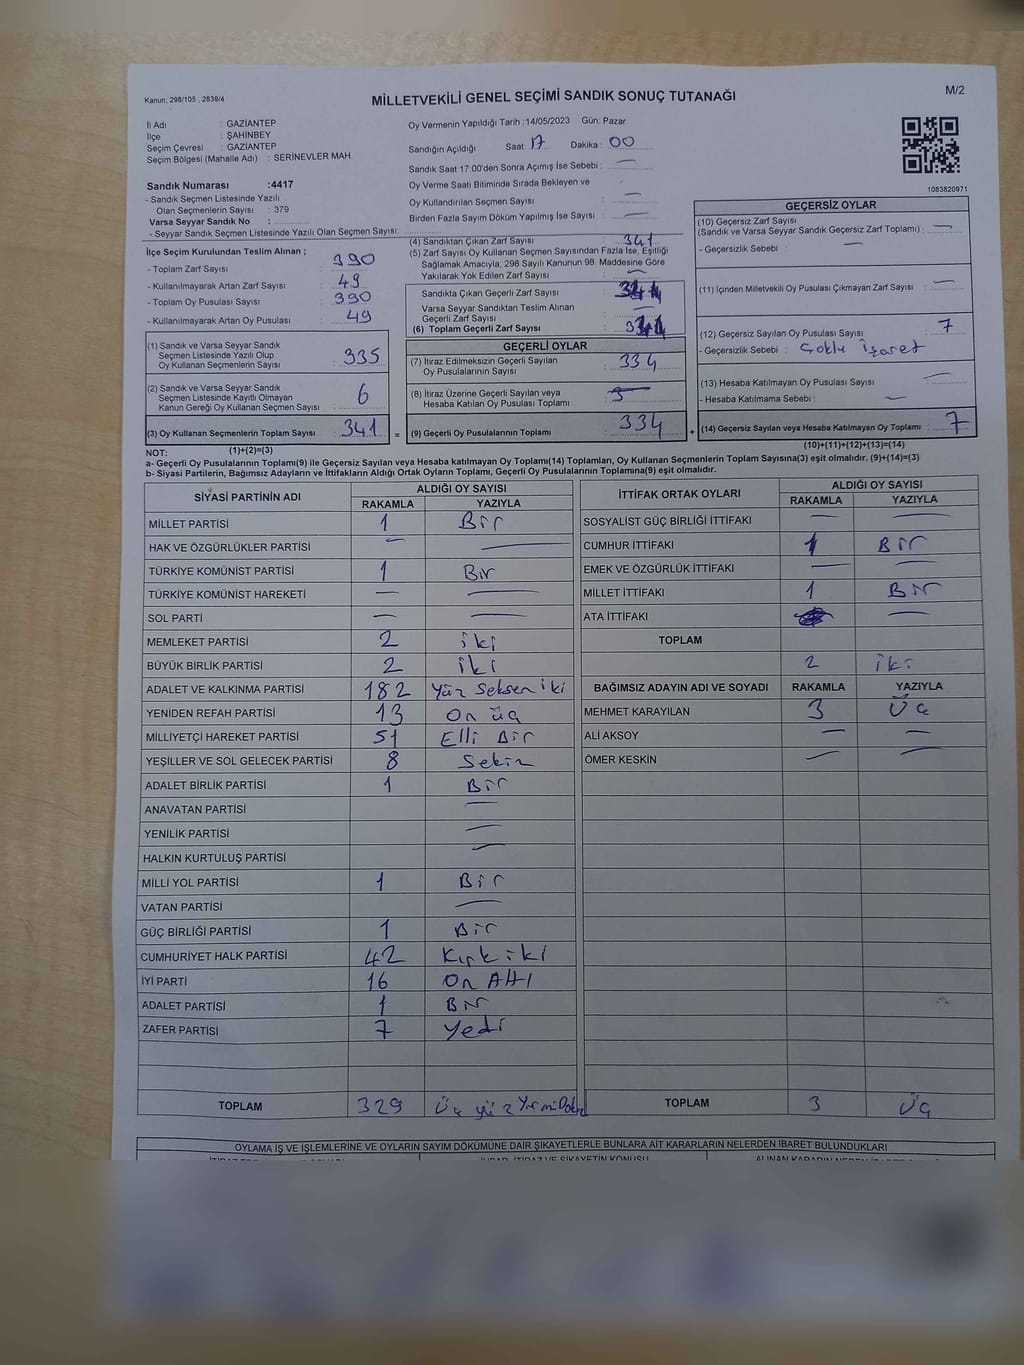 Kanun: 298/105 , 2839/4
MİLLETVEKİLİ GENEL SEÇİMİ SANDIK SONUÇ TUTANAĞI
M/2
İl Adı : GAZİANTEP
İlçe : ŞAHİNBEY
Seçim Çevresi : GAZİANTEP
Seçim Bölgesi (Mahalle Adı) : SERİNEVLER MAH.
Sandık Numarası :4417
- Sandık Seçmen Listesinde Yazılı
Olan Seçmenlerin Sayısı : 379
Varsa Seyyar Sandık No :
- Seyyar Sandık Seçmen Listesinde Yazılı Olan Seçmen Sayısı:
Oy Vermenin Yapıldığı Tarih :14/05/2023 Gün: Pazar
Sandığın Açıldığı Saat 17 Dakika : 00
Sandık Saat 17:00'den Sonra Açımış İse Sebebi : —
Oy Verme Saati Bitiminde Sırada Bekleyen ve
Oy Kullandırılan Seçmen Sayısı : —
Birden Fazla Sayım Döküm Yapılmış İse Sayısı : —
1083820971
İlçe Seçim Kurulundan Teslim Alınan ;
- Toplam Zarf Sayısı : 390
- Kullanılmayarak Artan Zarf Sayısı : 49
- Toplam Oy Pusulası Sayısı : 390
- Kullanılmayarak Artan Oy Pusulası : 49
(1) Sandık ve Varsa Seyyar Sandık
Seçmen Listesinde Yazılı Olup
Oy Kullanan Seçmenlerin Sayısı : 335
(2) Sandık ve Varsa Seyyar Sandık
Seçmen Listesinde Kayıtlı Olmayan
Kanun Gereği Oy Kullanan Seçmen Sayısı : 6
(3) Oy Kullanan Seçmenlerin Toplam Sayısı : 341 =
(4) Sandıktan Çıkan Zarf Sayısı : 341
(5) Zarf Sayısı Oy Kullanan Seçmen Sayısından Fazla İse, Eşitliği
Sağlamak Amacıyla, 298 Sayılı Kanunun 98. Maddesine Göre
Yakılarak Yok Edilen Zarf Sayısı : —
Sandıkta Çıkan Geçerli Zarf Sayısı : 341
Varsa Seyyar Sandıktan Teslim Alınan
Geçerli Zarf Sayısı : —
(6) Toplam Geçerli Zarf Sayısı : 341
GEÇERLİ OYLAR
(7) İtiraz Edilmeksizin Geçerli Sayılan
Oy Pusulalarının Sayısı : 334
(8) İtiraz Üzerine Geçerli Sayılan veya
Hesaba Katılan Oy Pusulası Toplamı :
(9) Geçerli Oy Pusulalarının Toplamı : 334 +
GEÇERSİZ OYLAR
(10) Geçersiz Zarf Sayısı
(Sandık ve Varsa Seyyar Sandık Geçersiz Zarf Toplamı) : —
- Geçersizlik Sebebi : —
(11) İçinden Milletvekili Oy Pusulası Çıkmayan Zarf Sayısı : —
(12) Geçersiz Sayılan Oy Pusulası Sayısı : 7
- Geçersizlik Sebebi : Çoklu İşaret
(13) Hesaba Katılmayan Oy Pusulası Sayısı : —
- Hesaba Katılmama Sebebi : —
(14) Geçersiz Sayılan veya Hesaba Katılmayan Oy Toplamı : 7
NOT: (1)+(2)=(3) (10)+(11)+(12)+(13)=(14)
a- Geçerli Oy Pusulalarının Toplamı(9) ile Geçersiz Sayılan veya Hesaba katılmayan Oy Toplamı(14) Toplamları, Oy Kullanan Seçmenlerin Toplam Sayısına(3) eşit olmalıdır. (9)+(14)=(3)
b- Siyasi Partilerin, Bağımsız Adayların ve İttifakların Aldığı Ortak Oyların Toplamı, Geçerli Oy Pusulalarının Toplamına(9) eşit olmalıdır.
SİYASİ PARTİNİN ADI ALDIĞI OY SAYISI
RAKAMLA YAZIYLA
MİLLET PARTİSİ 1 Bir
HAK VE ÖZGÜRLÜKLER PARTİSİ — —
TÜRKİYE KOMÜNİST PARTİSİ 1 Bir
TÜRKİYE KOMÜNİST HAREKETİ — —
SOL PARTİ — —
MEMLEKET PARTİSİ 2 iki
BÜYÜK BİRLİK PARTİSİ 2 iki
ADALET VE KALKINMA PARTİSİ 182 Yüz Seksen iki
YENİDEN REFAH PARTİSİ 13 On üç
MİLLİYETÇİ HAREKET PARTİSİ 51 Elli Bir
YEŞİLLER VE SOL GELECEK PARTİSİ 8 Sekiz
ADALET BİRLİK PARTİSİ 1 Bir
ANAVATAN PARTİSİ —
YENİLİK PARTİSİ —
HALKIN KURTULUŞ PARTİSİ —
MİLLİ YOL PARTİSİ 1 Bir
VATAN PARTİSİ —
GÜÇ BİRLİĞİ PARTİSİ 1 Bir
CUMHURİYET HALK PARTİSİ 42 Kırk iki
İYİ PARTİ 16 On Altı
ADALET PARTİSİ 1 Bir
ZAFER PARTİSİ 7 Yedi
TOPLAM 329 Üç yüz Yirmi Dokuz
İTTİFAK ORTAK OYLARI ALDIĞI OY SAYISI
RAKAMLA YAZIYLA
SOSYALİST GÜÇ BİRLİĞİ İTTİFAKI — —
CUMHUR İTTİFAKI 1 Bir
EMEK VE ÖZGÜRLÜK İTTİFAKI — —
MİLLET İTTİFAKI 1 Bir
ATA İTTİFAKI —
TOPLAM
2 iki
BAĞIMSIZ ADAYIN ADI VE SOYADI RAKAMLA YAZIYLA
MEHMET KARAYILAN 3 Üç
ALİ AKSOY — —
ÖMER KESKİN — —
TOPLAM 3 Üç
OYLAMA İŞ VE İŞLEMLERİNE VE OYLARIN SAYIM DÖKÜMÜNE DAİR ŞİKAYETLERLE BUNLARA AİT KARARLARIN NELERDEN İBARET BULUNDUKLARI